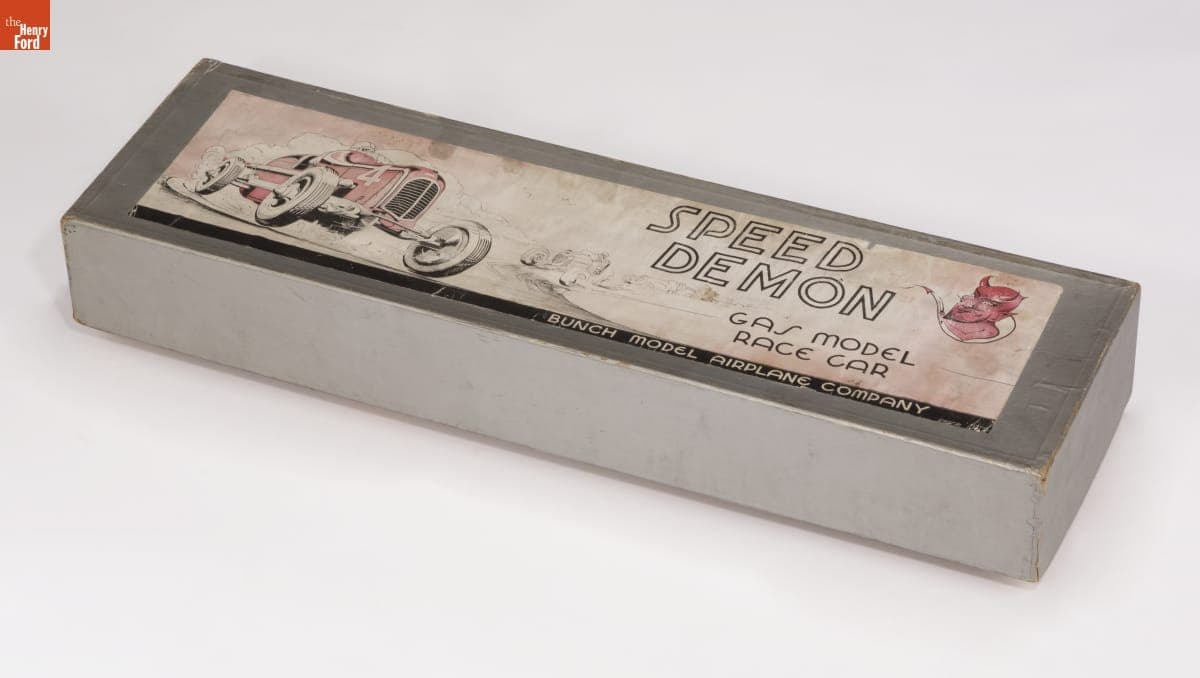 the
Henry
Ford
4
SPEED
DEMON
GAS MODEL
RACE CAR
BUNCH MODEL AIRPLANE COMPANY